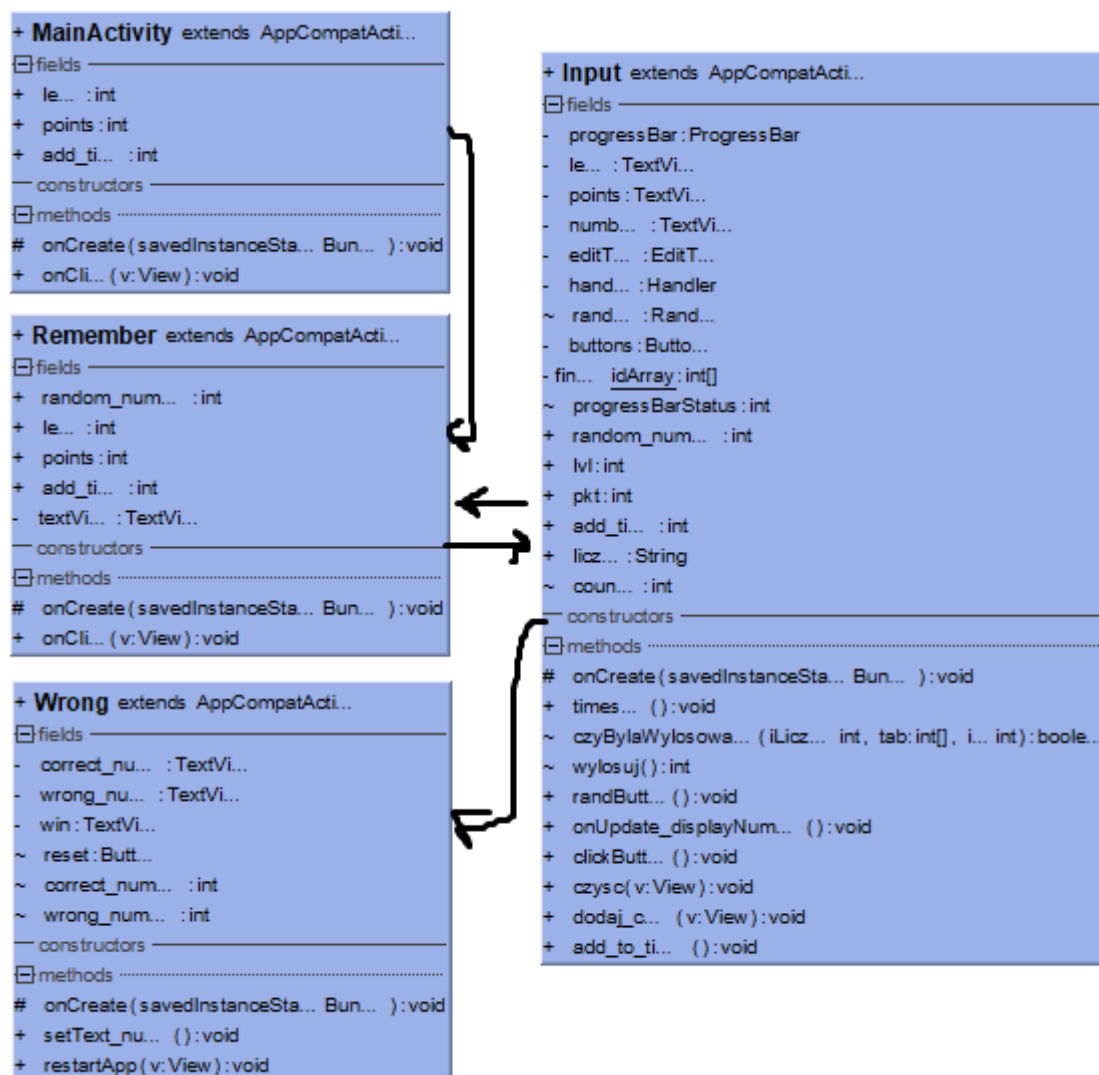 + MainActivity extends AppCompatActi...
fields
+ le... : int
+ points : int
+ add_ti... : int
constructors
methods
# onCreate ( savedInstanceSta... Bun... ) : void
+ onCli... ( v: View ) : void
+ Remember extends AppCompatActi...
fields
+ random_num... : int
+ le... : int
+ points : int
+ add_ti... : int
- textVi... : TextVi...
constructors
methods
# onCreate ( savedInstanceSta... Bun... ) : void
+ onCli... ( v: View ) : void
+ Wrong extends AppCompatActi...
fields
- correct_nu... : TextVi...
- wrong_nu... : TextVi...
- win : TextVi...
~ reset : Butt...
~ correct_num... : int
~ wrong_num... : int
constructors
methods
# onCreate ( savedInstanceSta... Bun... ) : void
+ setText_nu... () : void
+ restartApp ( v: View ) : void
+ Input extends AppCompatActi...
fields
- progressBar : ProgressBar
- le... : TextVi...
- points : TextVi...
- numb... : TextVi...
- editT... : EditT...
- hand... : Handler
~ rand... : Rand...
- buttons : Butto...
- fin... idArray : int[]
~ progressBarStatus : int
+ random_num... : int
+ lvl : int
+ pkt : int
+ add_ti... : int
+ licz... : String
~ coun... : int
constructors
methods
# onCreate ( savedInstanceSta... Bun... ) : void
+ times... () : void
~ czyBylaWylosowa... ( iLicz... int, tab: int[], i... int) : boole...
~ wylosuj() : int
+ randButt... () : void
+ onUpdate_displayNum... () : void
+ clickButt... () : void
+ czysc( v: View ) : void
+ dodaj_c... ( v: View ) : void
+ add_to_ti... () : void